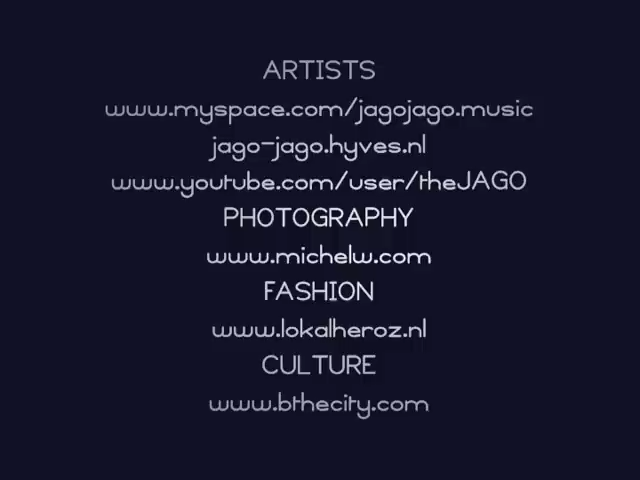 ARTISTS
www.myspace.com/jagojago.music
jago-jago.hyves.nl
www.youtube.com/user/theJAGO
PHOTOGRAPHY
www.michelw.com
FASHION
www.lokalheroz.nl
CULTURE
www.bthecity.com